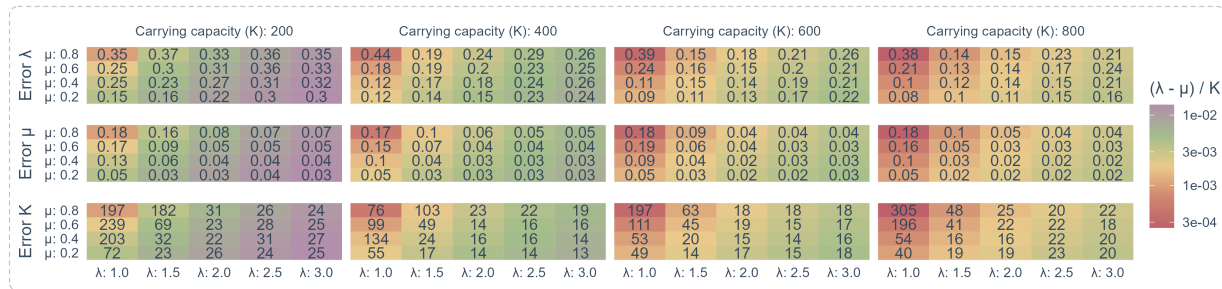 Carrying capacity (K): 200 Carrying capacity (K): 400 Carrying capacity (K): 600 Carrying capacity (K): 800
Error λ
μ: 0.8 0.35 0.37 0.33 0.36 0.35 0.44 0.19 0.24 0.29 0.26 0.39 0.15 0.18 0.21 0.26 0.38 0.14 0.15 0.23 0.21
μ: 0.6 0.25 0.3 0.31 0.36 0.33 0.18 0.19 0.2 0.23 0.25 0.24 0.16 0.15 0.2 0.21 0.21 0.13 0.14 0.17 0.24
μ: 0.4 0.25 0.23 0.27 0.31 0.32 0.12 0.17 0.18 0.24 0.26 0.11 0.15 0.14 0.19 0.21 0.1 0.12 0.14 0.15 0.21
μ: 0.2 0.15 0.16 0.22 0.3 0.3 0.12 0.14 0.15 0.23 0.24 0.09 0.11 0.13 0.17 0.22 0.08 0.1 0.11 0.15 0.16
Error μ
μ: 0.8 0.18 0.16 0.08 0.07 0.07 0.17 0.1 0.06 0.05 0.05 0.18 0.09 0.04 0.04 0.04 0.18 0.1 0.05 0.04 0.04
μ: 0.6 0.17 0.09 0.05 0.05 0.05 0.15 0.07 0.04 0.04 0.04 0.19 0.06 0.04 0.03 0.03 0.16 0.04 0.03 0.03 0.03
μ: 0.4 0.13 0.06 0.04 0.04 0.04 0.1 0.04 0.03 0.03 0.03 0.09 0.04 0.03 0.03 0.03 0.1 0.03 0.02 0.02 0.03
μ: 0.2 0.05 0.03 0.03 0.04 0.03 0.05 0.03 0.02 0.03 0.03 0.05 0.03 0.02 0.02 0.03 0.05 0.02 0.02 0.02 0.02
Error K
μ: 0.8 197 182 31 26 24 76 103 23 22 19 197 63 18 18 18 305 48 25 20 22
μ: 0.6 239 69 23 28 25 99 49 14 16 16 111 45 19 15 17 196 41 22 22 18
μ: 0.4 203 32 22 31 27 134 24 16 16 14 53 20 15 14 16 54 16 16 22 20
μ: 0.2 72 23 26 24 25 55 17 14 14 13 49 14 17 15 18 40 19 19 23 20
λ: 1.0 λ: 1.5 λ: 2.0 λ: 2.5 λ: 3.0 λ: 1.0 λ: 1.5 λ: 2.0 λ: 2.5 λ: 3.0 λ: 1.0 λ: 1.5 λ: 2.0 λ: 2.5 λ: 3.0 λ: 1.0 λ: 1.5 λ: 2.0 λ: 2.5 λ: 3.0
(λ - μ) / K
1e-02
3e-03
1e-03
3e-04